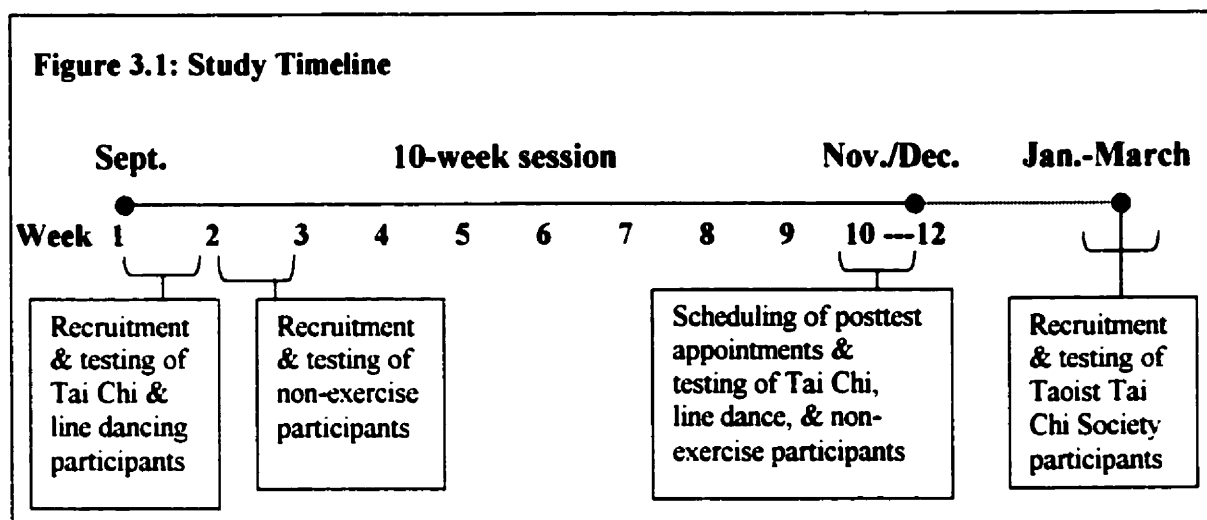 Figure 3.1: Study Timeline
Sept. 10-week session Nov./Dec. Jan.-March
Week 1 2 3 4 5 6 7 8 9 10 ---12
Recruitment
& testing of
Tai Chi &
line dancing
participants
Recruitment
& testing of
non-exercise
participants
Scheduling of posttest
appointments &
testing of Tai Chi,
line dance, & non-
exercise participants
Recruitment
& testing of
Taoist Tai
Chi Society
participants